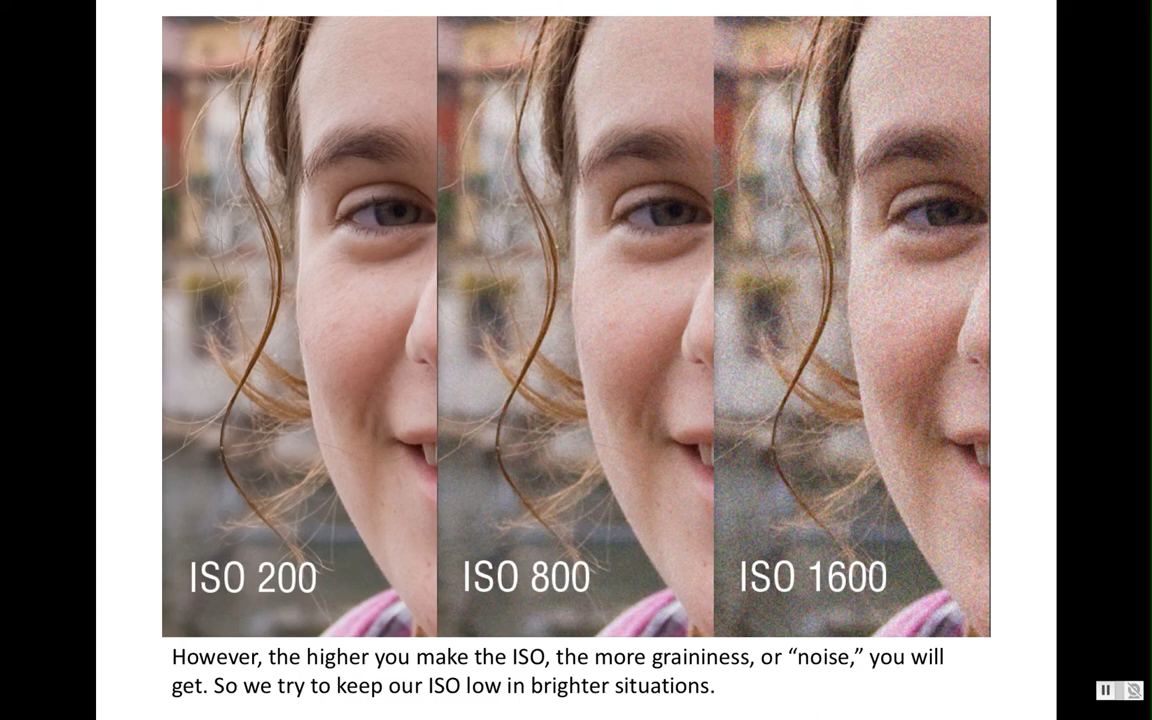 ISO 200
ISO 800
ISO 1600
However, the higher you make the ISO, the more graininess, or “noise,” you will
get. So we try to keep our ISO low in brighter situations.